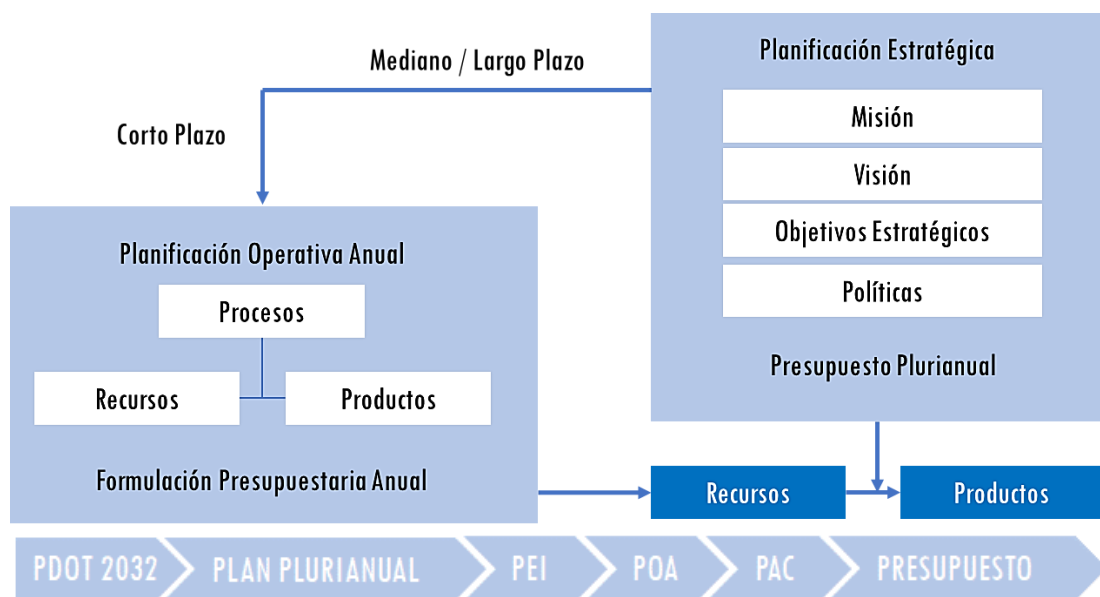 Planificación Estratégica
Mediano / Largo Plazo
Misión
Corto Plazo
Visión
Objetivos Estratégicos
Planificación Operativa Anual
Políticas
Procesos
Presupuesto Plurianual
Recursos
Productos
Formulación Presupuestaria Anual
Recursos
Productos
PDOT 2032
PLAN PLURIANUAL
PEI
POA
PAC
PRESUPUESTO